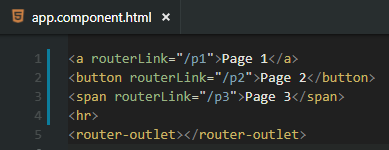 app.component.html
1 <a routerLink="/p1">Page 1</a>
2 <button routerLink="/p2">Page 2</button>
3 <span routerLink="/p3">Page 3</span>
4 <hr>
5 <router-outlet></router-outlet>